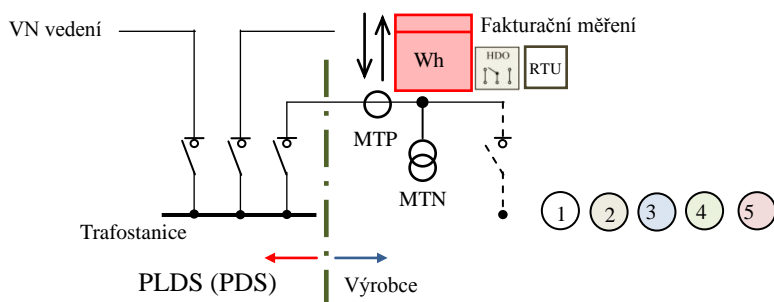 VN vedení
Fakturační měření
Wh
HDO
RTU
MTP
MTN
1 2 3 4 5
Trafostanice
PLDS (PDS)
Výrobce